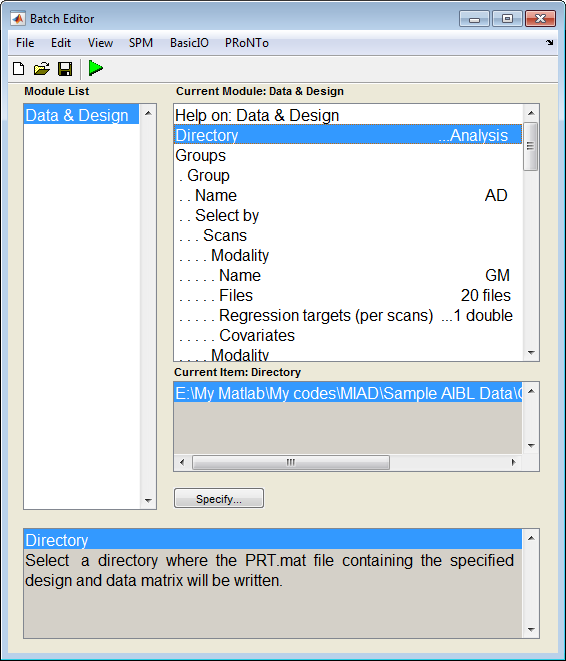 Batch Editor
File Edit View SPM BasicIO PRoNTo
Module List
Data & Design
Current Module: Data & Design
Help on: Data & Design
Directory ...Analysis
Groups
. Group
. . Name AD
. . Select by
. . . Scans
. . . . Modality
. . . . . Name GM
. . . . . Files 20 files
. . . . . Regression targets (per scans) ...1 double
. . . . . Covariates
. . . . Modality
Current Item: Directory
E:\My Matlab\My codes\MIAD\Sample AIBL Data\
Specify...
Directory
Select a directory where the PRT.mat file containing the specified
design and data matrix will be written.